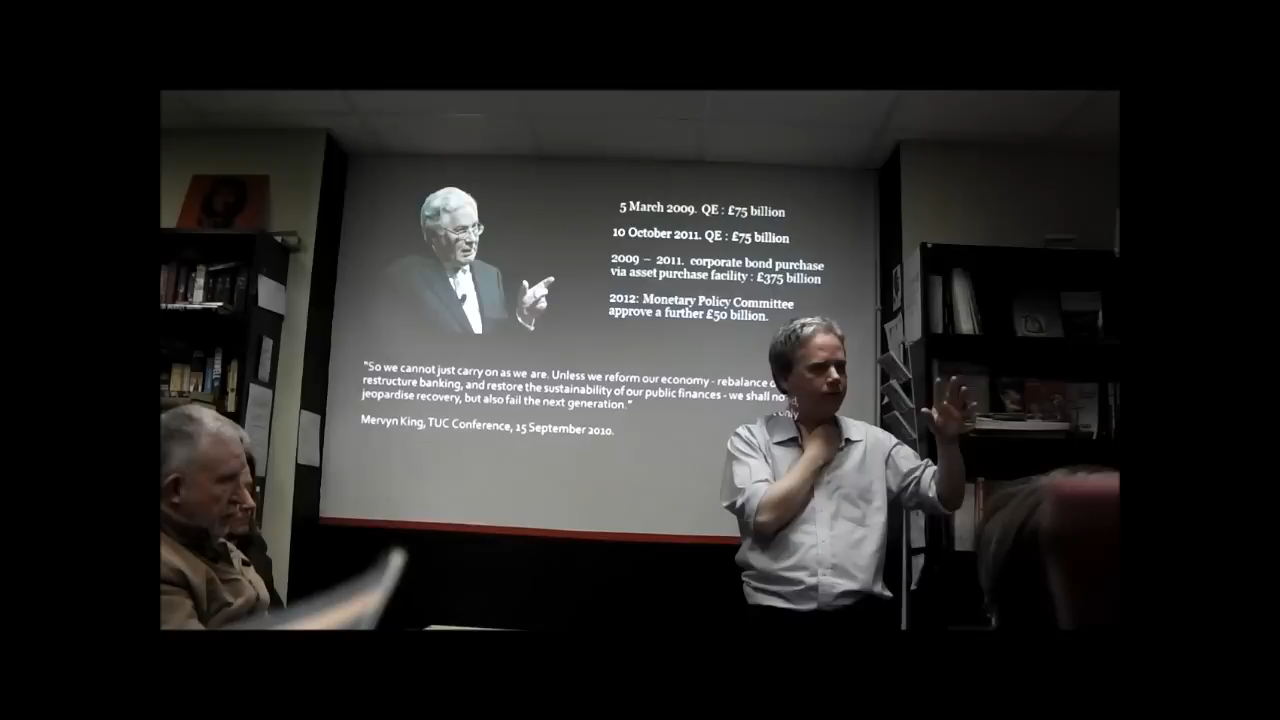 5 March 2009. QE : £75 billion
10 October 2011. QE : £75 billion
2009 – 2011. corporate bond purchase
via asset purchase facility : £375 billion
2012: Monetary Policy Committee
approve a further £50 billion.
"So we cannot just carry on as we are. Unless we reform our economy - rebalance
restructure banking, and restore the sustainability of our public finances - we shall no
only
jeopardise recovery, but also fail the next generation."
Mervyn King, TUC Conference, 15 September 2010.